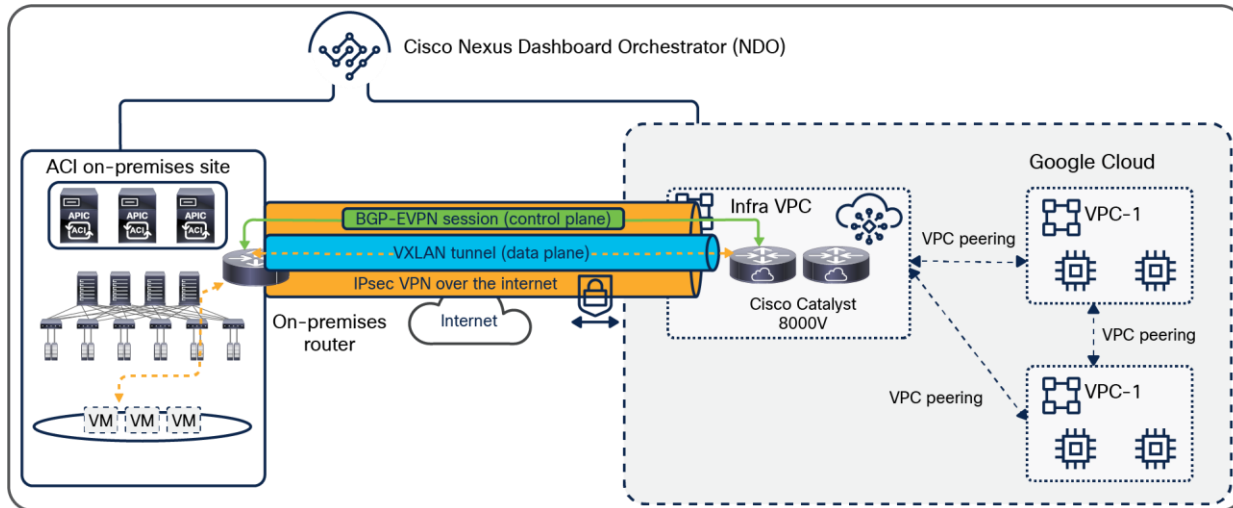 Cisco Nexus Dashboard Orchestrator (NDO)
ACI on-premises site
APIC
ACI
APIC
ACI
APIC
ACI
BGP-EVPN session (control plane)
VXLAN tunnel (data plane)
IPsec VPN over the internet
Internet
On-premises
router
VM
VM
VM
Google Cloud
Infra VPC
Cisco Catalyst
8000V
VPC peering
VPC-1
VPC peering
VPC peering
VPC-1